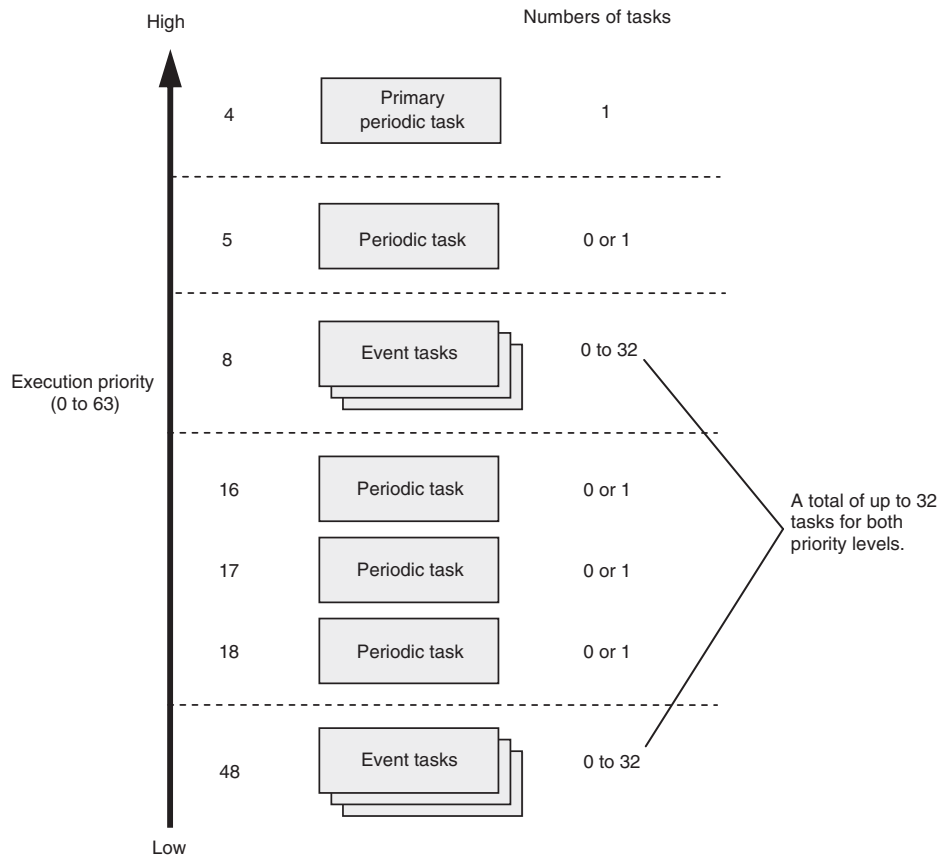 Numbers of tasks
High
4
Primary
periodic task
1
5
Periodic task
0 or 1
8
Event tasks
0 to 32
Execution priority
(0 to 63)
16
Periodic task
0 or 1
A total of up to 32
tasks for both
priority levels.
17
Periodic task
0 or 1
18
Periodic task
0 or 1
48
Event tasks
0 to 32
Low